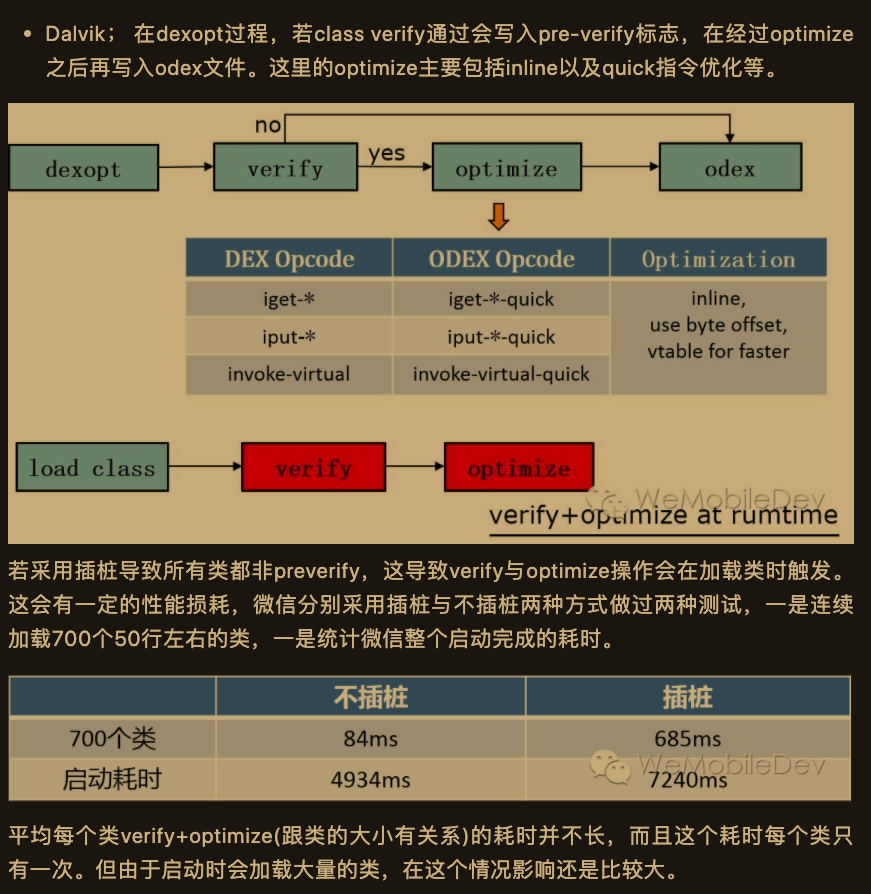 • Dalvik； 在dexopt过程，若class verify通过会写入pre-verify标志，在经过optimize
之后再写入odex文件。这里的optimize主要包括inline以及quick指令优化等。
no
dexopt
verify
yes
optimize
odex
DEX Opcode ODEX Opcode Optimization
iget-* iget-*-quick
iput-* iput-*-quick
invoke-virtual invoke-virtual-quick
inline,
use byte offset,
vtable for faster
load class
verify
optimize
WeMobileDev
verify+optimize at rumtime
若采用插桩导致所有类都非preverify，这导致verify与optimize操作会在加载类时触发。
这会有一定的性能损耗，微信分别采用插桩与不插桩两种方式做过两种测试，一是连续
加载700个50行左右的类，一是统计微信整个启动完成的耗时。
不插桩 插桩
700个类 84ms 685ms
WeMobileDev
启动耗时 4934ms 7240ms
平均每个类verify+optimize(跟类的大小有关系)的耗时并不长，而且这个耗时每个类只
有一次。但由于启动时会加载大量的类，在这个情况影响还是比较大。